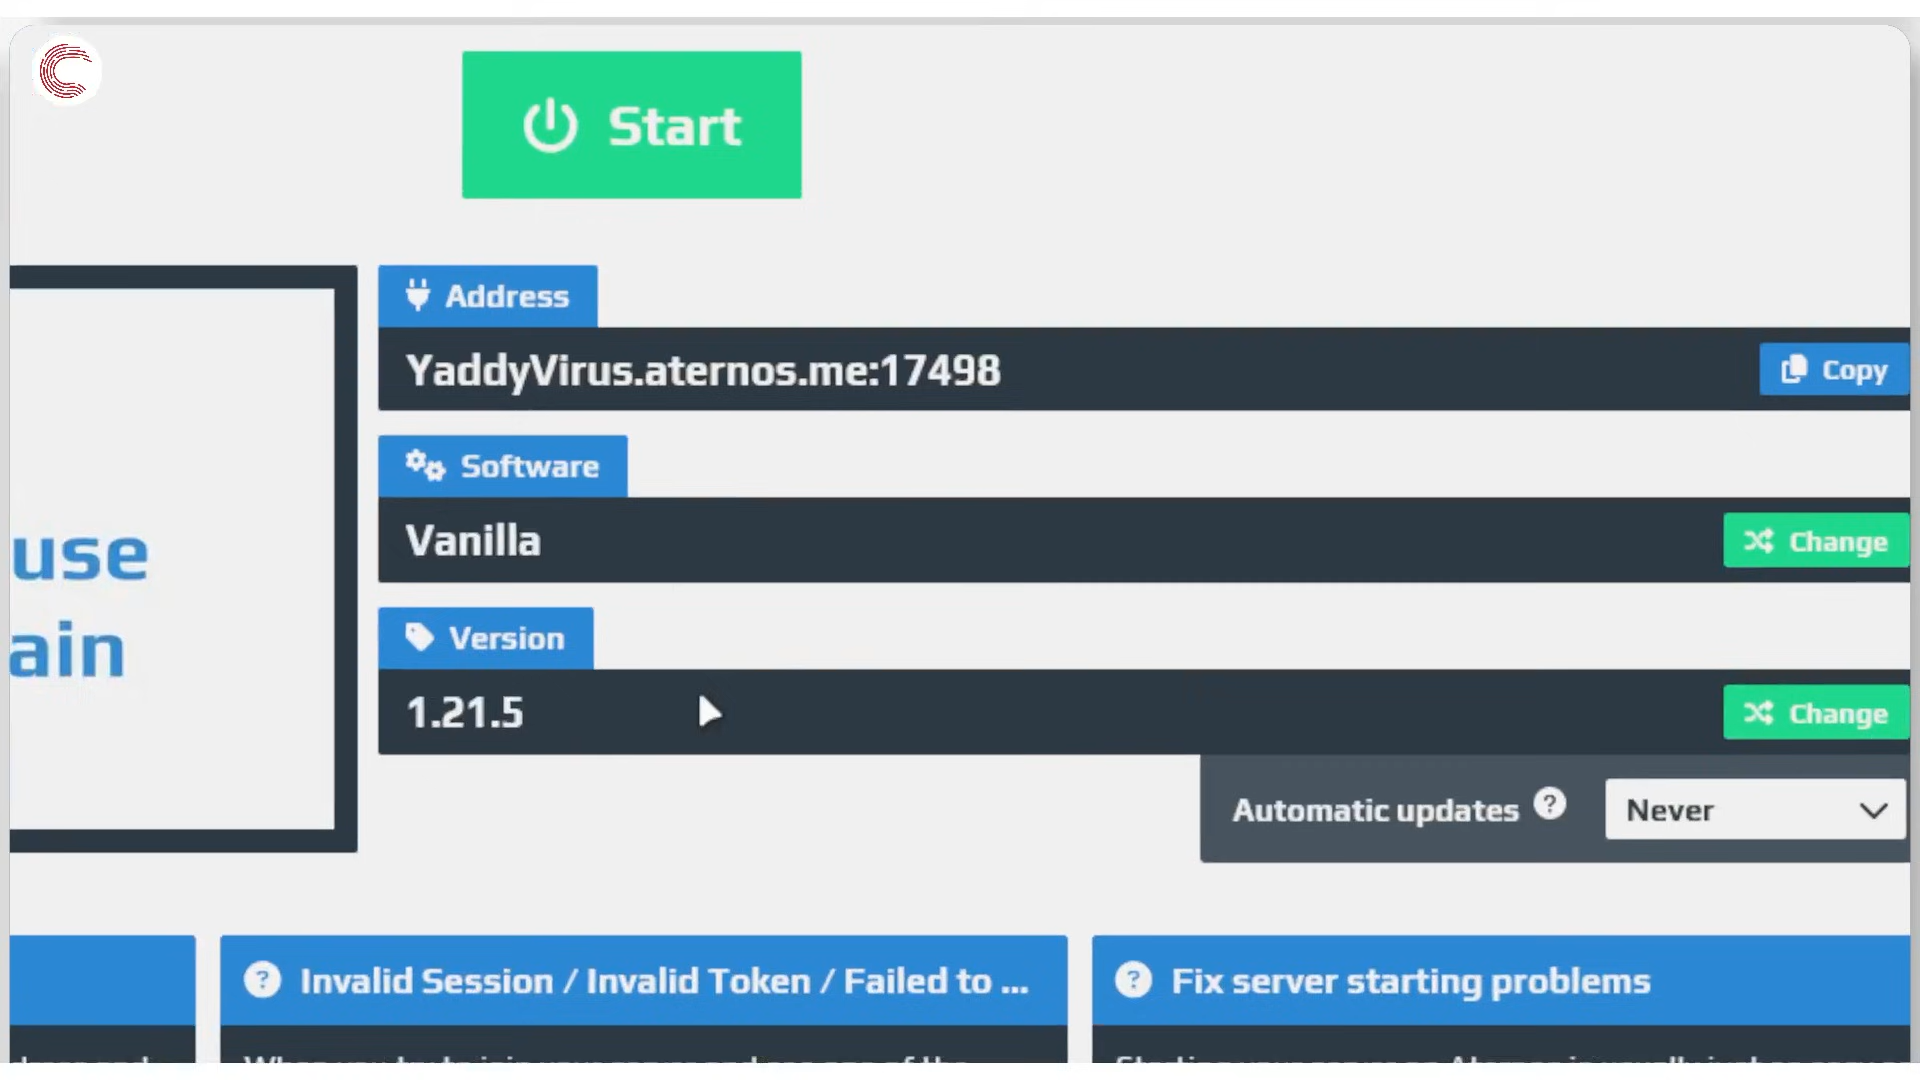 Start
Address
YaddyVirus.aternos.me:17498
Copy
Software
Vanilla
Change
use
ain
Version
1.21.5
Change
Automatic updates ?
Never
? Invalid Session / Invalid Token / Failed to ...
? Fix server starting problems